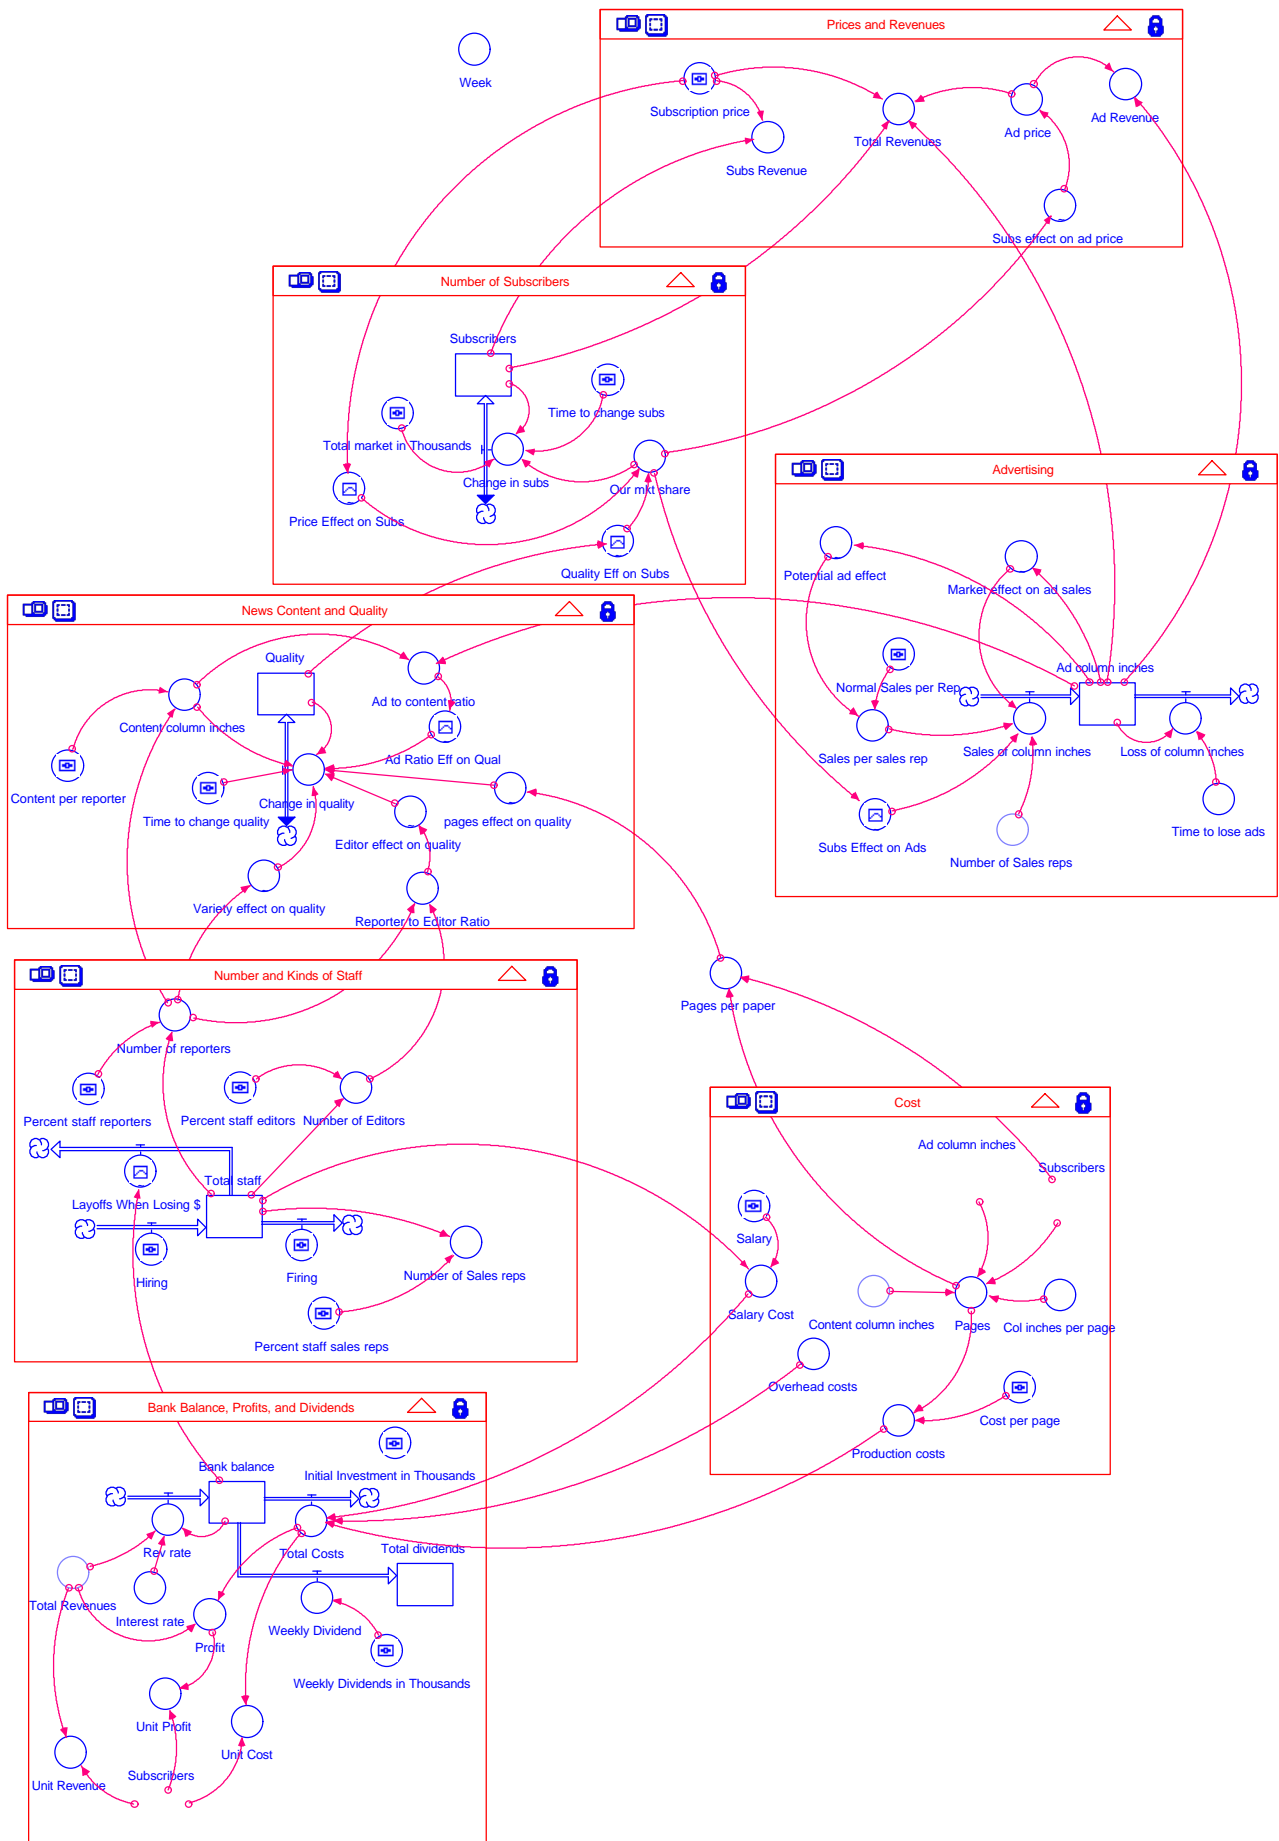 Prices and Revenues
Week
Subscription price
Total Revenues
Ad price
Ad Revenue
Subs Revenue
Subs effect on ad price
Number of Subscribers
Subscribers
Time to change subs
Total market in Thousands
Change in subs
Our mkt share
Price Effect on Subs
Quality Eff on Subs
Advertising
Potential ad effect
Market effect on ad sales
Ad column inches
Normal Sales per Rep
Sales per sales rep
Sales of column inches
Loss of column inches
Subs Effect on Ads
Number of Sales reps
Time to lose ads
News Content and Quality
Quality
Ad to content ratio
Content column inches
Ad Ratio Eff on Qual
Content per reporter
Time to change quality
Change in quality
pages effect on quality
Editor effect on quality
Variety effect on quality
Reporter to Editor Ratio
Number and Kinds of Staff
Number of reporters
Percent staff reporters
Percent staff editors
Number of Editors
Total staff
Layoffs When Losing $
Hiring
Firing
Number of Sales reps
Percent staff sales reps
Pages per paper
Cost
Ad column inches
Subscribers
Salary
Salary Cost
Content column inches
Pages
Col inches per page
Overhead costs
Cost per page
Production costs
Bank Balance, Profits, and Dividends
Bank balance
Initial Investment in Thousands
Rev rate
Total Costs
Total dividends
Total Revenues
Interest rate
Profit
Weekly Dividend
Weekly Dividends in Thousands
Unit Profit
Unit Cost
Subscribers
Unit Revenue